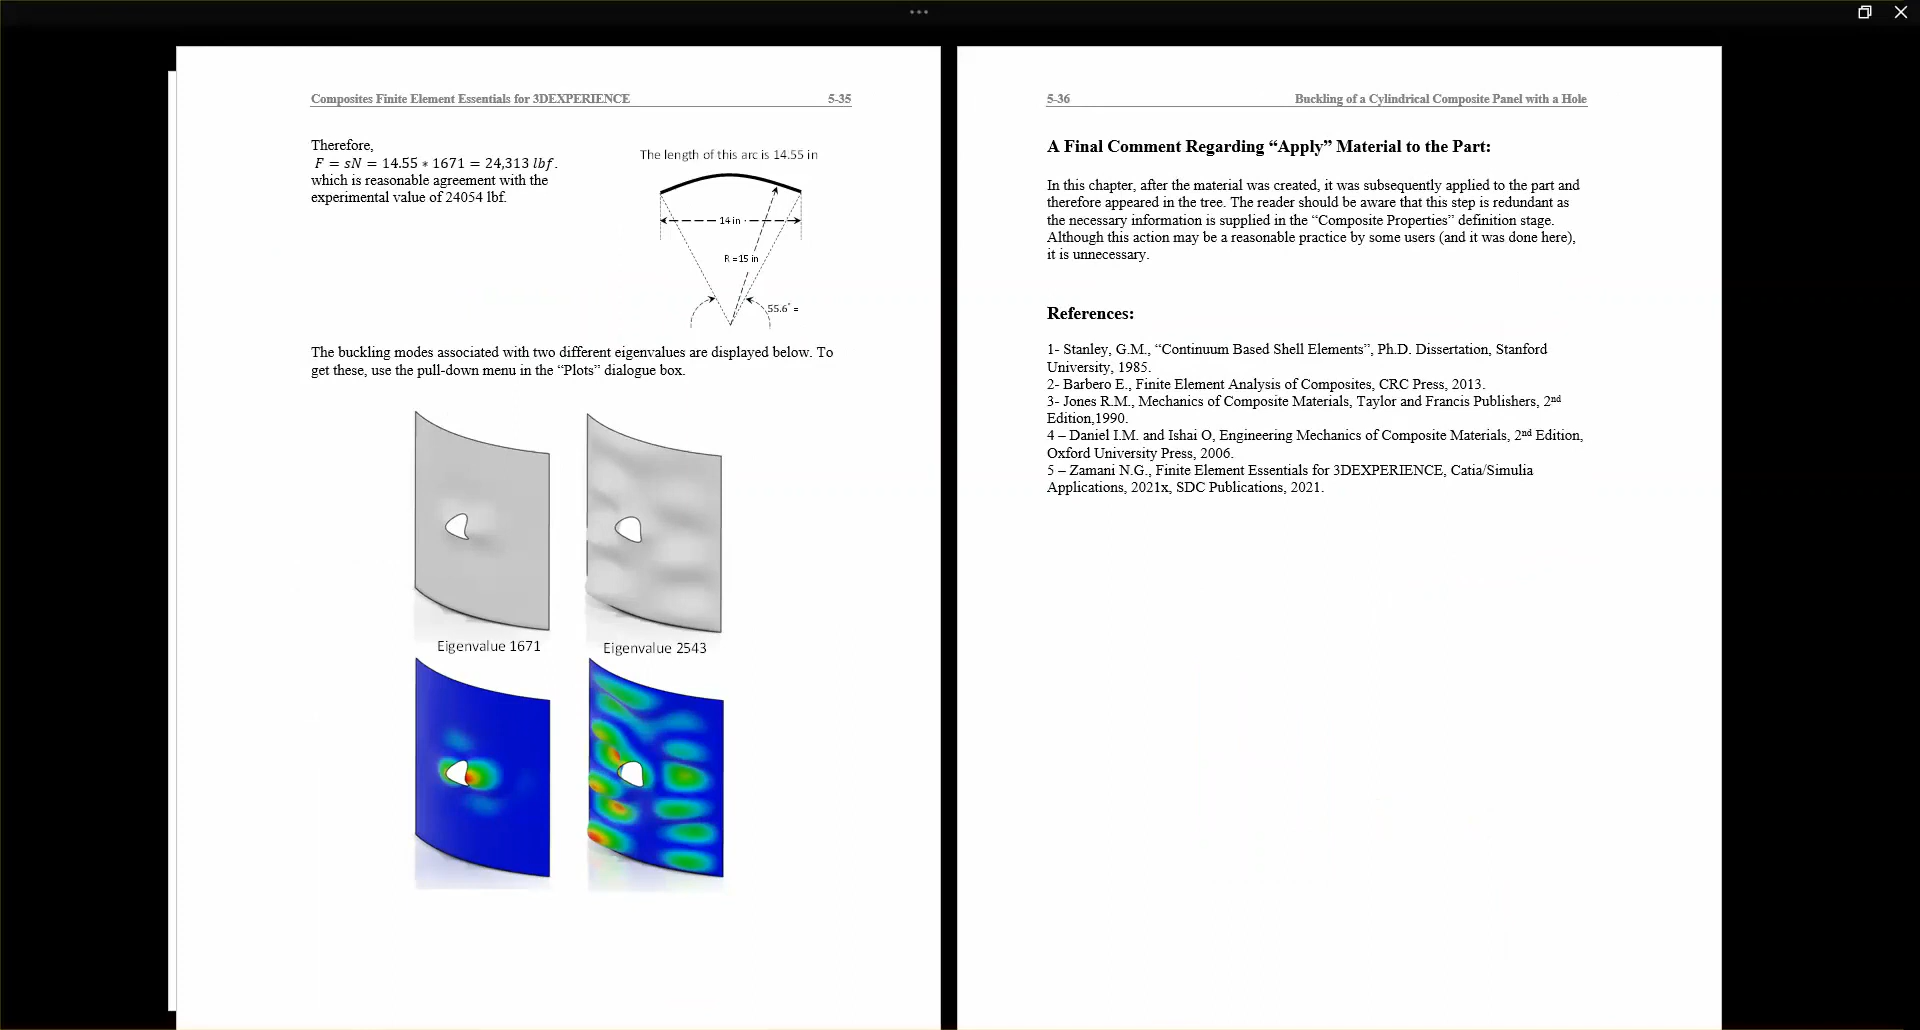 Composites Finite Element Essentials for 3DEXPERIENCE 5-35
Therefore,
F = sN = 14.55 * 1671 = 24,313 lbf.
which is reasonable agreement with the
experimental value of 24054 lbf.
The length of this arc is 14.55 in
14 in
R =15 in
55.6° =
The buckling modes associated with two different eigenvalues are displayed below. To
get these, use the pull-down menu in the “Plots” dialogue box.
Eigenvalue 1671
Eigenvalue 2543
5-36 Buckling of a Cylindrical Composite Panel with a Hole
A Final Comment Regarding “Apply” Material to the Part:
In this chapter, after the material was created, it was subsequently applied to the part and
therefore appeared in the tree. The reader should be aware that this step is redundant as
the necessary information is supplied in the “Composite Properties” definition stage.
Although this action may be a reasonable practice by some users (and it was done here),
it is unnecessary.
References:
1- Stanley, G.M., “Continuum Based Shell Elements”, Ph.D. Dissertation, Stanford
University, 1985.
2- Barbero E., Finite Element Analysis of Composites, CRC Press, 2013.
3- Jones R.M., Mechanics of Composite Materials, Taylor and Francis Publishers, 2nd
Edition,1990.
4 – Daniel I.M. and Ishai O, Engineering Mechanics of Composite Materials, 2nd Edition,
Oxford University Press, 2006.
5 – Zamani N.G., Finite Element Essentials for 3DEXPERIENCE, Catia/Simulia
Applications, 2021x, SDC Publications, 2021.